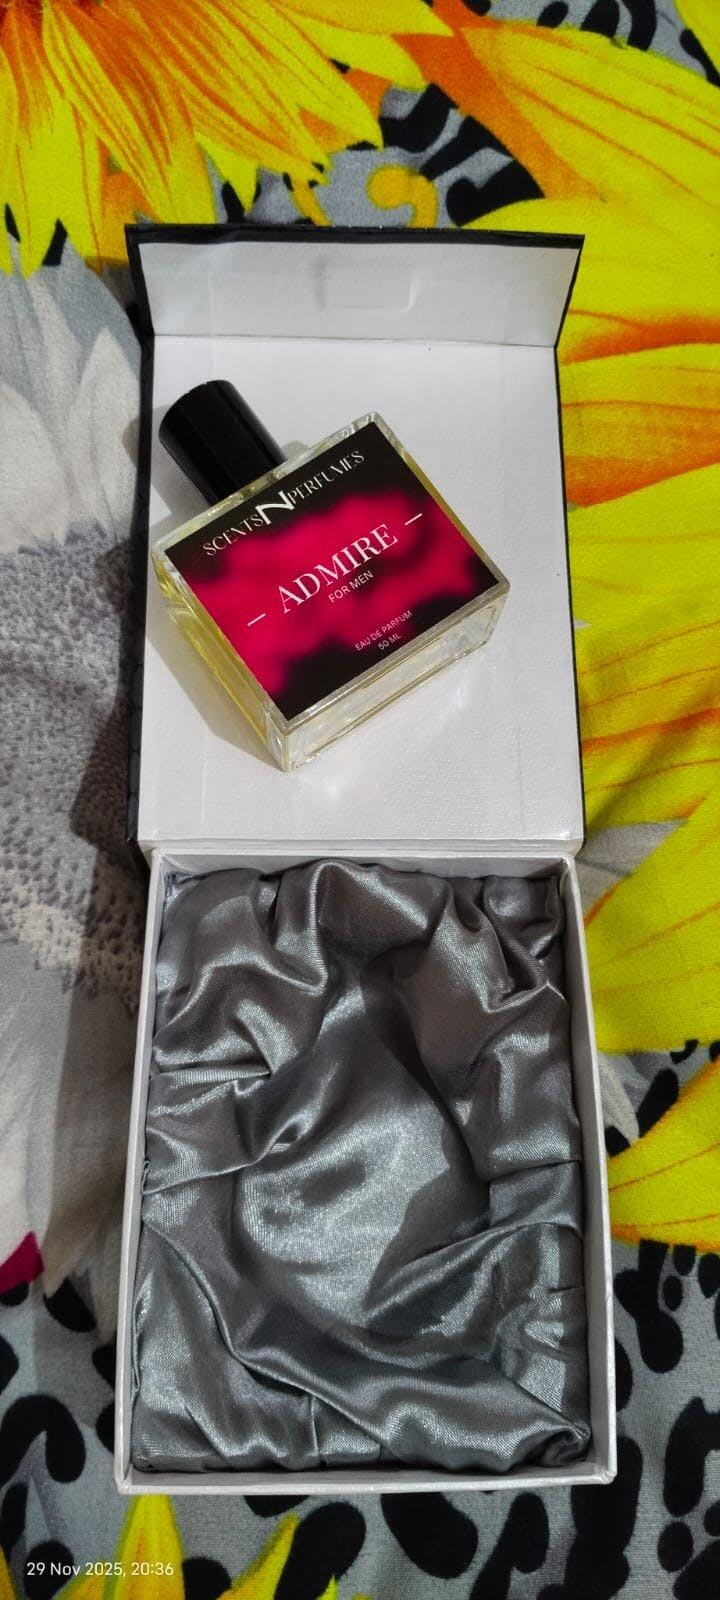 SCENTSNPERFUMES
— ADMIRE —
FOR MEN
EAU DE PARFUM
50 ML
29 Nov 2025, 20:36